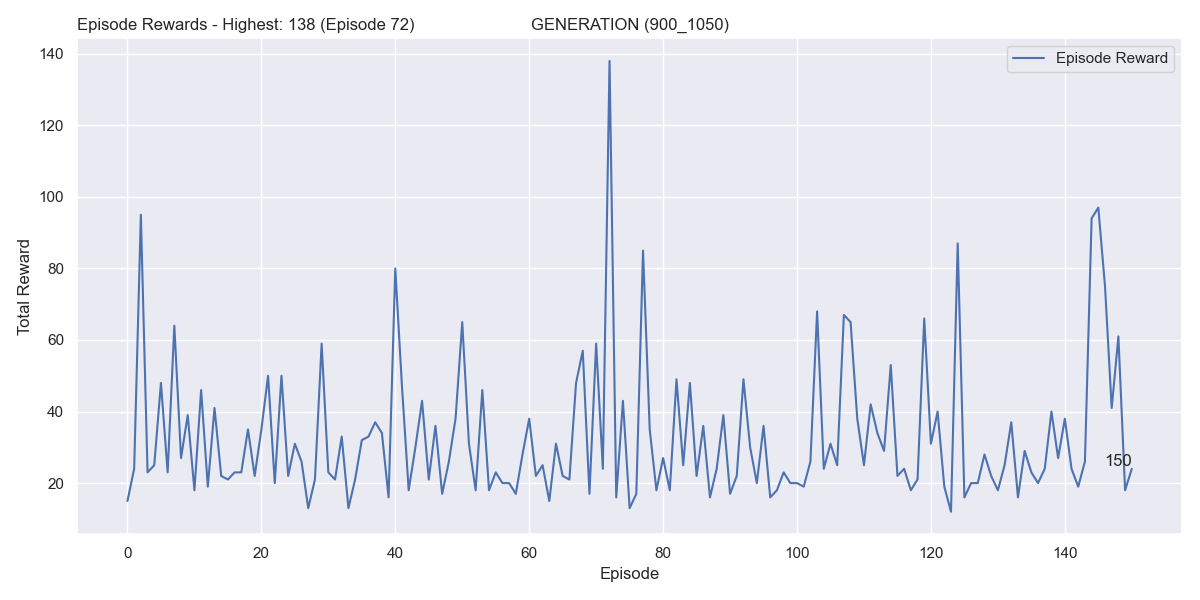 Episode Rewards - Highest: 138 (Episode 72) GENERATION (900_1050)
Episode Reward
140
120
100
80
60
40
20
Total Reward
150
0 20 40 60 80 100 120 140
Episode